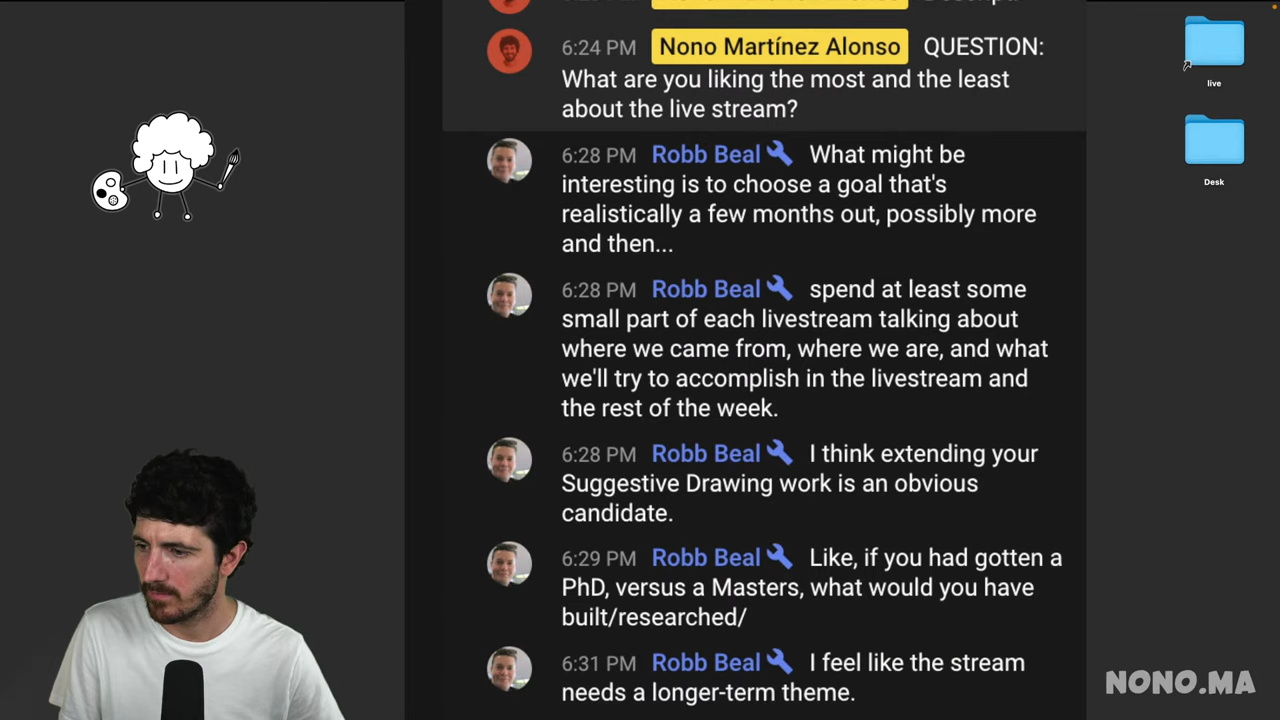 6:24 PM Nono Martínez Alonso QUESTION:
What are you liking the most and the least
about the live stream?
6:28 PM Robb Beal What might be
interesting is to choose a goal that's
realistically a few months out, possibly more
and then...
6:28 PM Robb Beal spend at least some
small part of each livestream talking about
where we came from, where we are, and what
we'll try to accomplish in the livestream and
the rest of the week.
6:28 PM Robb Beal I think extending your
Suggestive Drawing work is an obvious
candidate.
6:29 PM Robb Beal Like, if you had gotten a
PhD, versus a Masters, what would you have
built/researched/
6:31 PM Robb Beal I feel like the stream
needs a longer-term theme.
live
Desk
NONO.MA